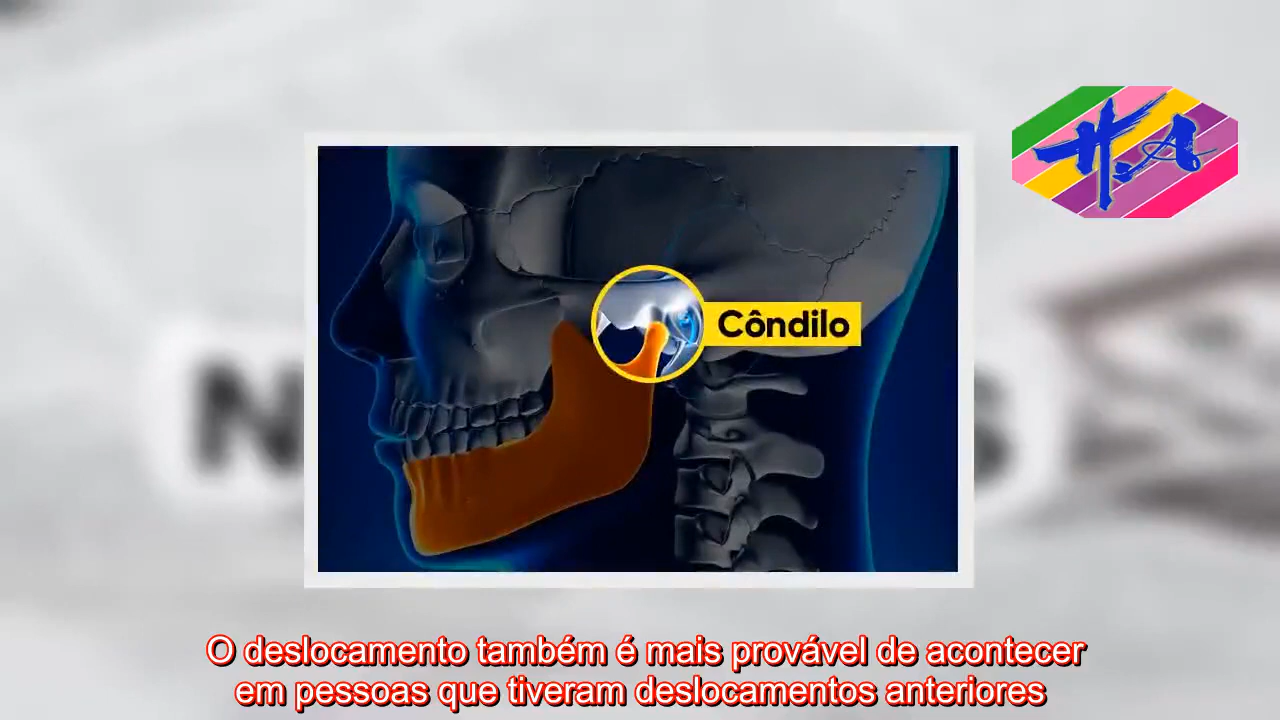 H.A
Côndilo
O deslocamento também é mais provável de acontecer
em pessoas que tiveram deslocamentos anteriores